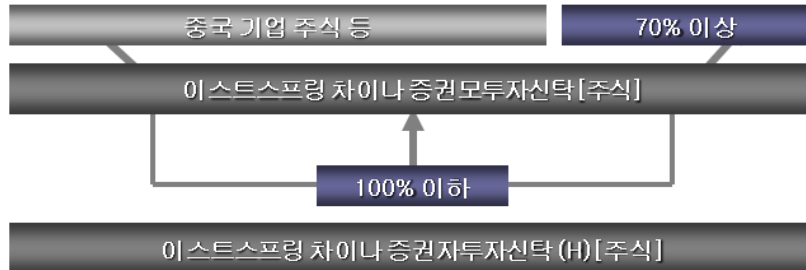 중국 기업 주식 등
70% 이상
이스트스프링 차이나 증권모투자신탁[주식]
100% 이하
이스트스프링 차이나 증권자투자신탁(H)[주식]